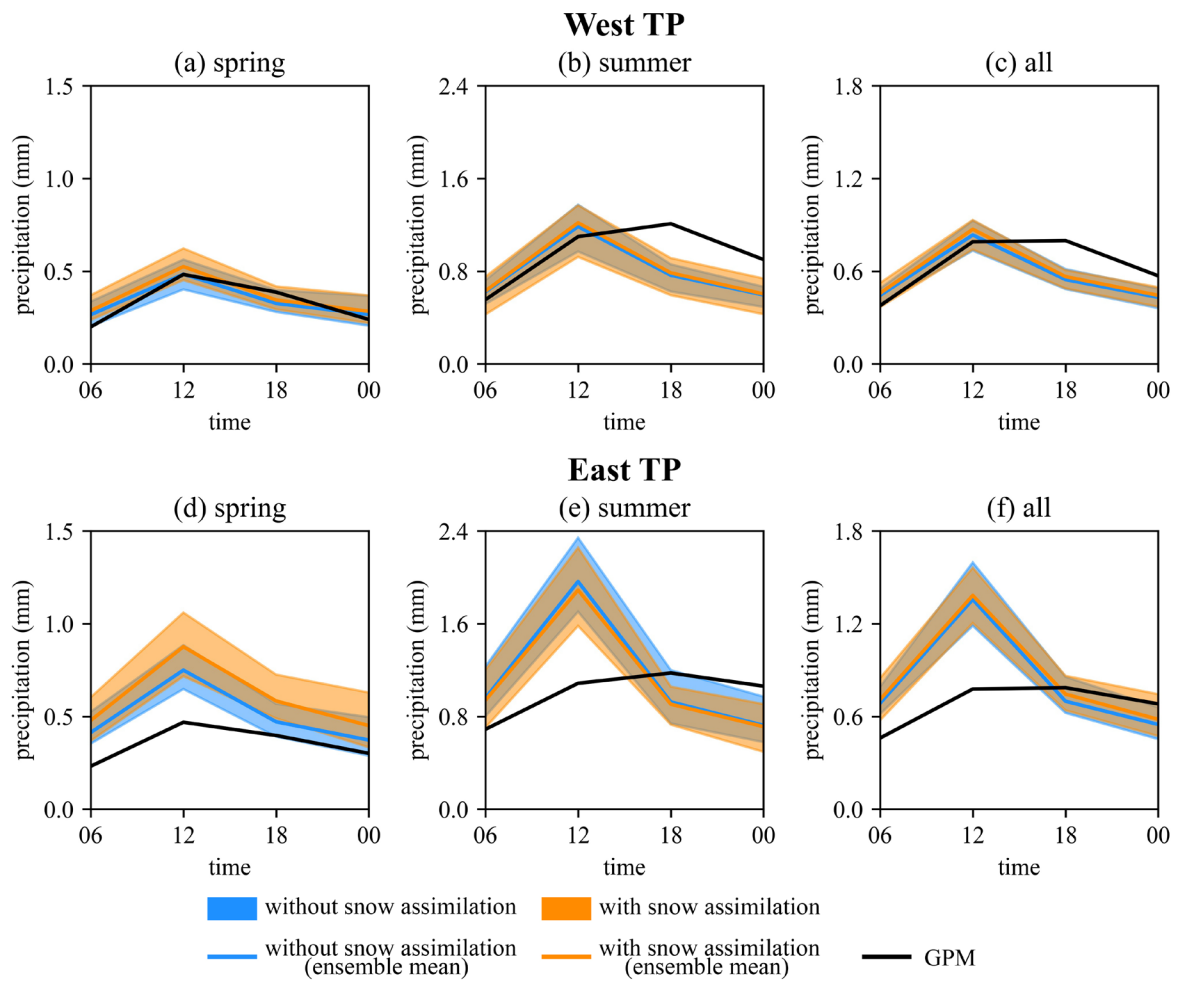 West TP
(a) spring
(b) summer
(c) all
precipitation (mm)
1.5
1.0
0.5
0.0
06 12 18 00
time
precipitation (mm)
2.4
1.6
0.8
0.0
06 12 18 00
time
precipitation (mm)
1.8
1.2
0.6
0.0
06 12 18 00
time
East TP
(d) spring
(e) summer
(f) all
precipitation (mm)
1.5
1.0
0.5
0.0
06 12 18 00
time
precipitation (mm)
2.4
1.6
0.8
0.0
06 12 18 00
time
precipitation (mm)
1.8
1.2
0.6
0.0
06 12 18 00
time
without snow assimilation
with snow assimilation
without snow assimilation
(ensemble mean)
with snow assimilation
(ensemble mean)
GPM